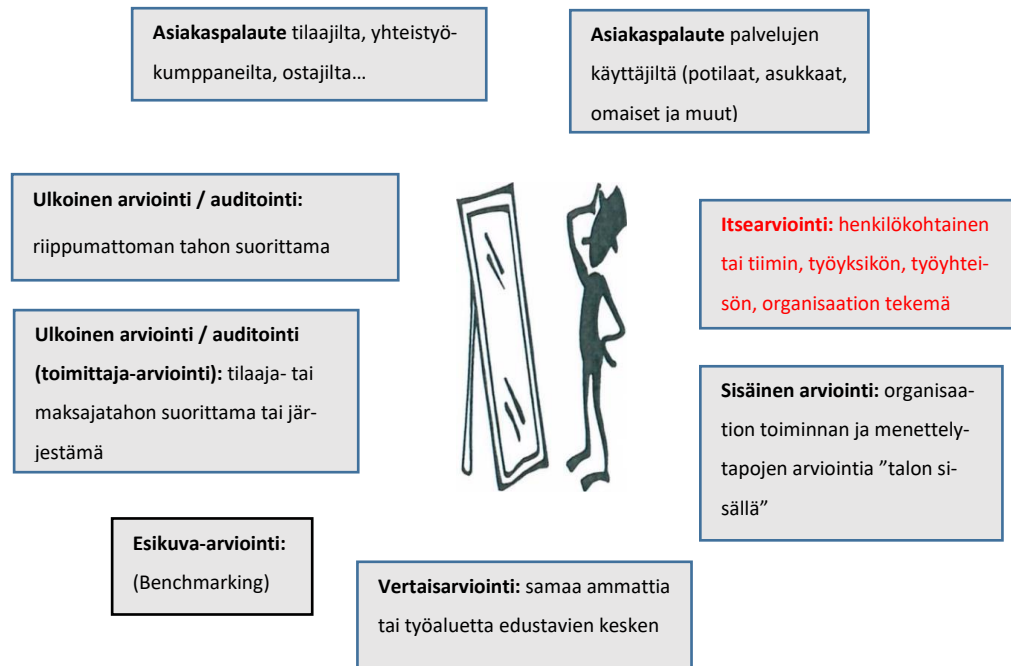 Asiakaspalaute tilaajilta, yhteistyö-
kumppaneilta, ostajilta…
Asiakaspalaute palvelujen
käyttäjiltä (potilaat, asukkaat,
omaiset ja muut)
Ulkoinen arviointi / auditointi:
riippumattoman tahon suorittama
Itsearviointi: henkilökohtainen
tai tiimin, työyksikön, työyhtei-
sön, organisaation tekemä
Ulkoinen arviointi / auditointi
(toimittaja-arviointi): tilaaja- tai
maksajatahon suorittama tai jär-
jestämä
Sisäinen arviointi: organisaa-
tion toiminnan ja menettely-
tapojen arviointia ”talon si-
sällä”
Esikuva-arviointi:
(Benchmarking)
Vertaisarviointi: samaa ammattia
tai työaluetta edustavien kesken